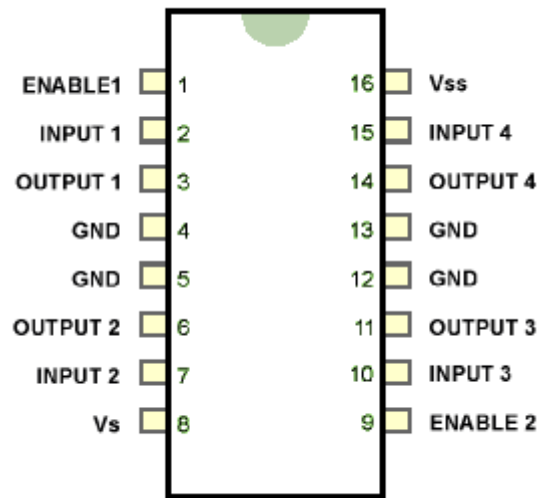 ENABLE1 1 16 Vss
INPUT 1 2 15 INPUT 4
OUTPUT 1 3 14 OUTPUT 4
GND 4 13 GND
GND 5 12 GND
OUTPUT 2 6 11 OUTPUT 3
INPUT 2 7 10 INPUT 3
Vs 8 9 ENABLE 2